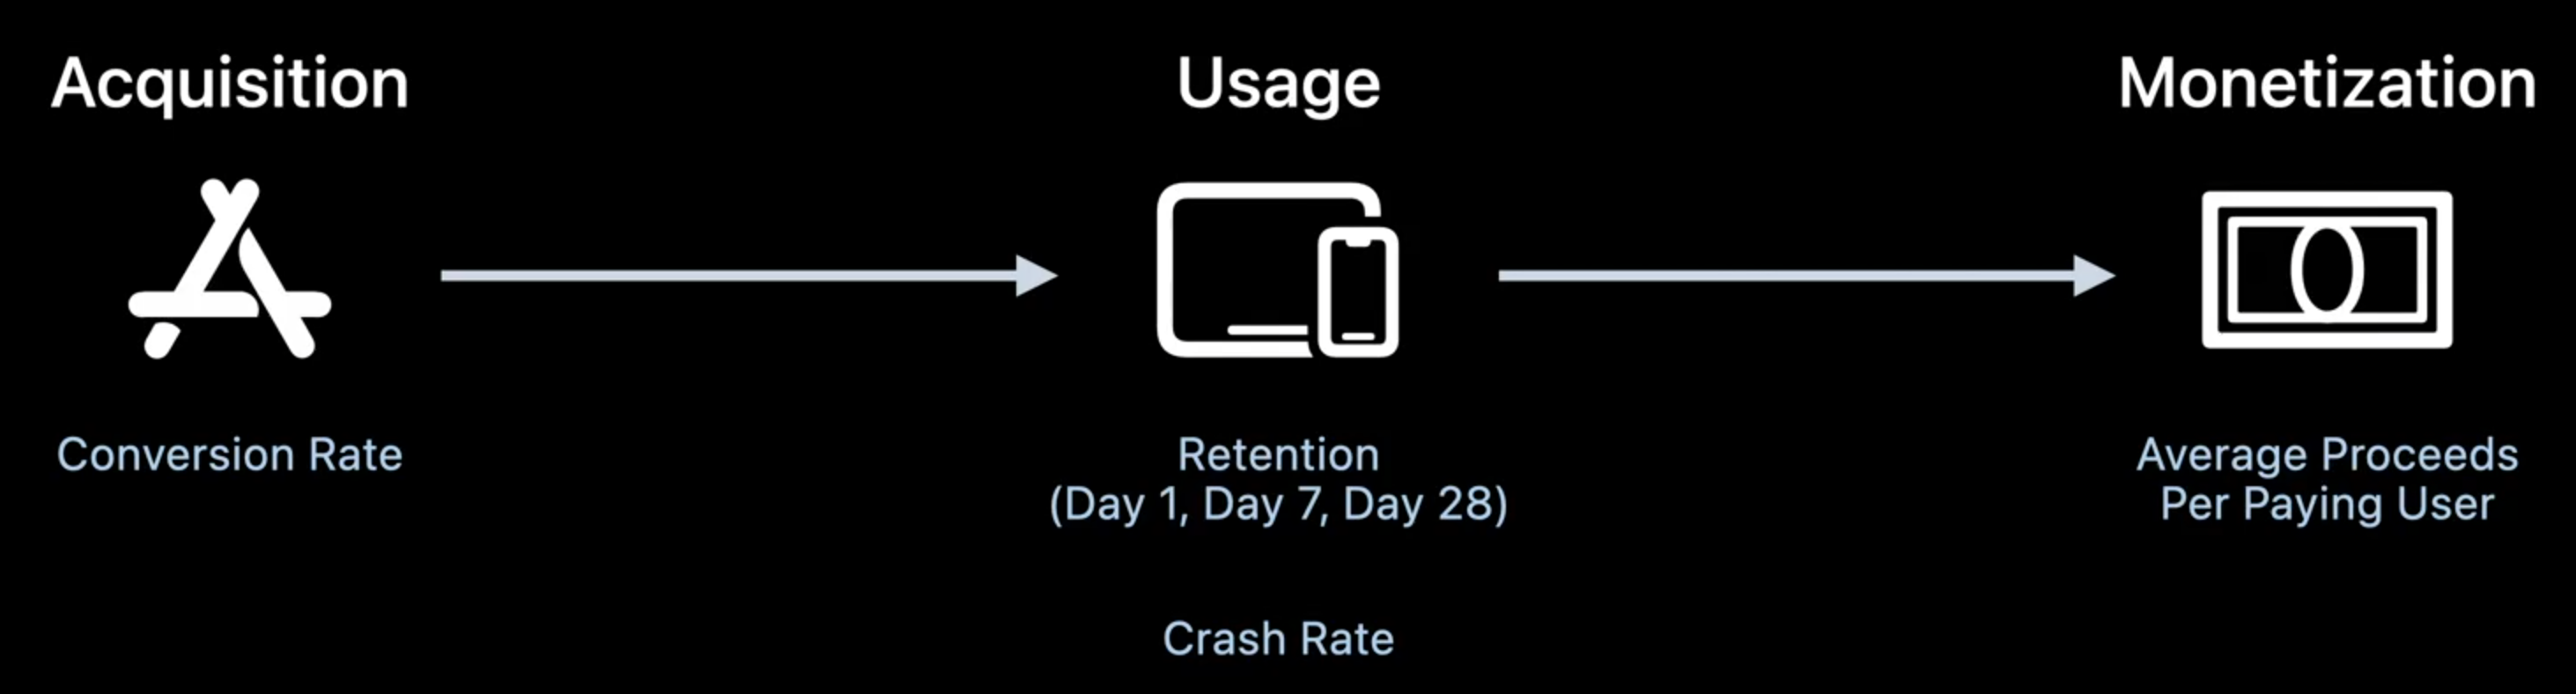 Acquisition
Usage
Monetization
Conversion Rate
Retention
(Day 1, Day 7, Day 28)
Crash Rate
Average Proceeds
Per Paying User